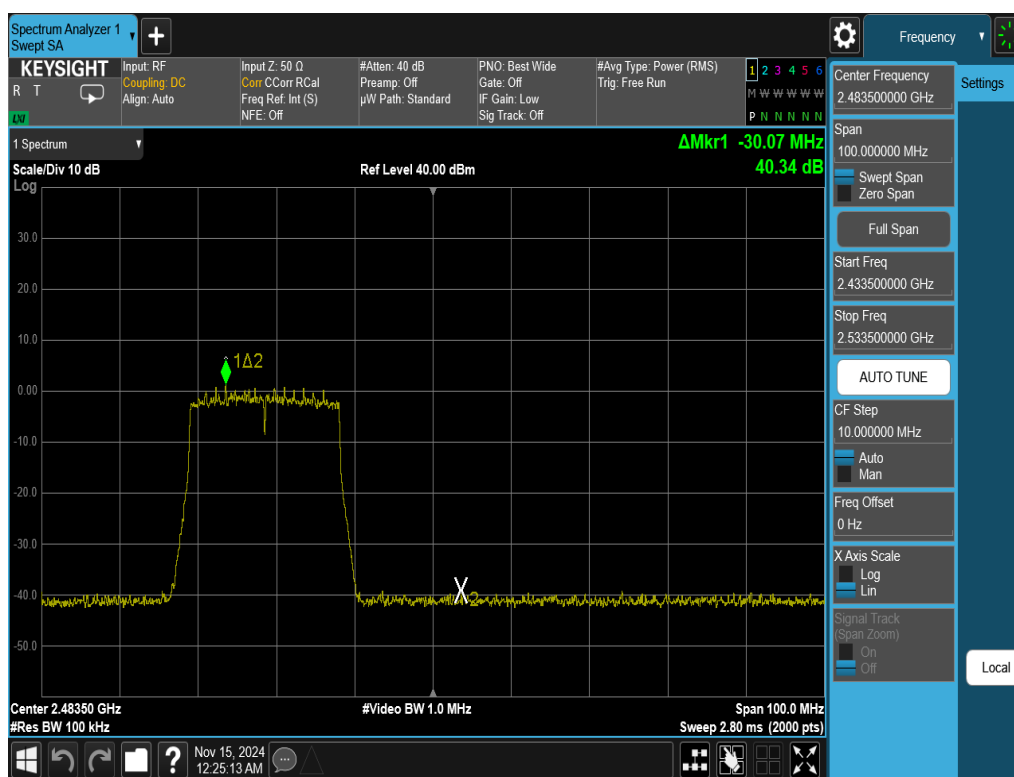 Spectrum Analyzer 1
Swept SA
Frequency
KEYSIGHT
R T
LXI
Input: RF
Coupling: DC
Align: Auto
Input Z: 50 Ω
Corr CCorr RCal
Freq Ref: Int (S)
NFE: Off
#Atten: 40 dB
Preamp: Off
µW Path: Standard
PNO: Best Wide
Gate: Off
IF Gain: Low
Sig Track: Off
#Avg Type: Power (RMS)
Trig: Free Run
1 2 3 4 5 6
M W W W W W
P N N N N N
1 Spectrum
ΔMkr1 -30.07 MHz
40.34 dB
Scale/Div 10 dB
Ref Level 40.00 dBm
Log
30.0
20.0
10.0
0.00
-10.0
-20.0
-30.0
-40.0
-50.0
1Δ2
X
2
Center 2.48350 GHz
#Res BW 100 kHz
#Video BW 1.0 MHz
Span 100.0 MHz
Sweep 2.80 ms (2000 pts)
Center Frequency
2.483500000 GHz
Span
100.000000 MHz
Swept Span
Zero Span
Full Span
Start Freq
2.433500000 GHz
Stop Freq
2.533500000 GHz
AUTO TUNE
CF Step
10.000000 MHz
Auto
Man
Freq Offset
0 Hz
X Axis Scale
Log
Lin
Signal Track
(Span Zoom)
On
Off
Settings
Local
Nov 15, 2024
12:25:13 AM